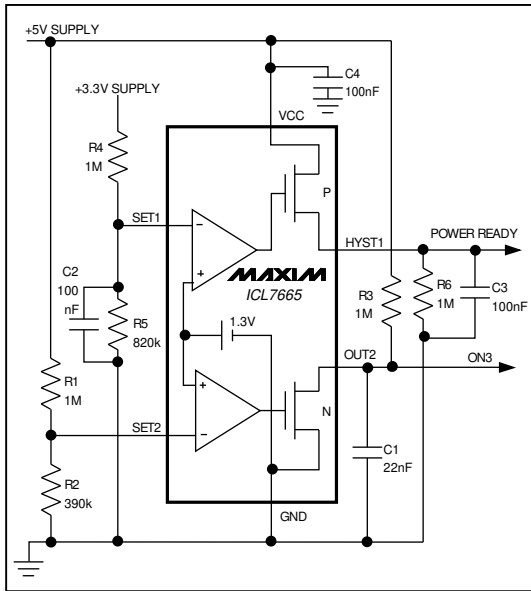 +5V SUPPLY
C4
100nF
+3.3V SUPPLY
VCC
R4
1M
P
SET1
−
POWER READY
HYST1
+
MAXIM
ICL7665
C2
100
nF
R3
1M
R6
1M
C3
100nF
R5
820k
1.3V
OUT2
ON3
R1
1M
+
N
SET2
−
C1
22nF
R2
390k
GND